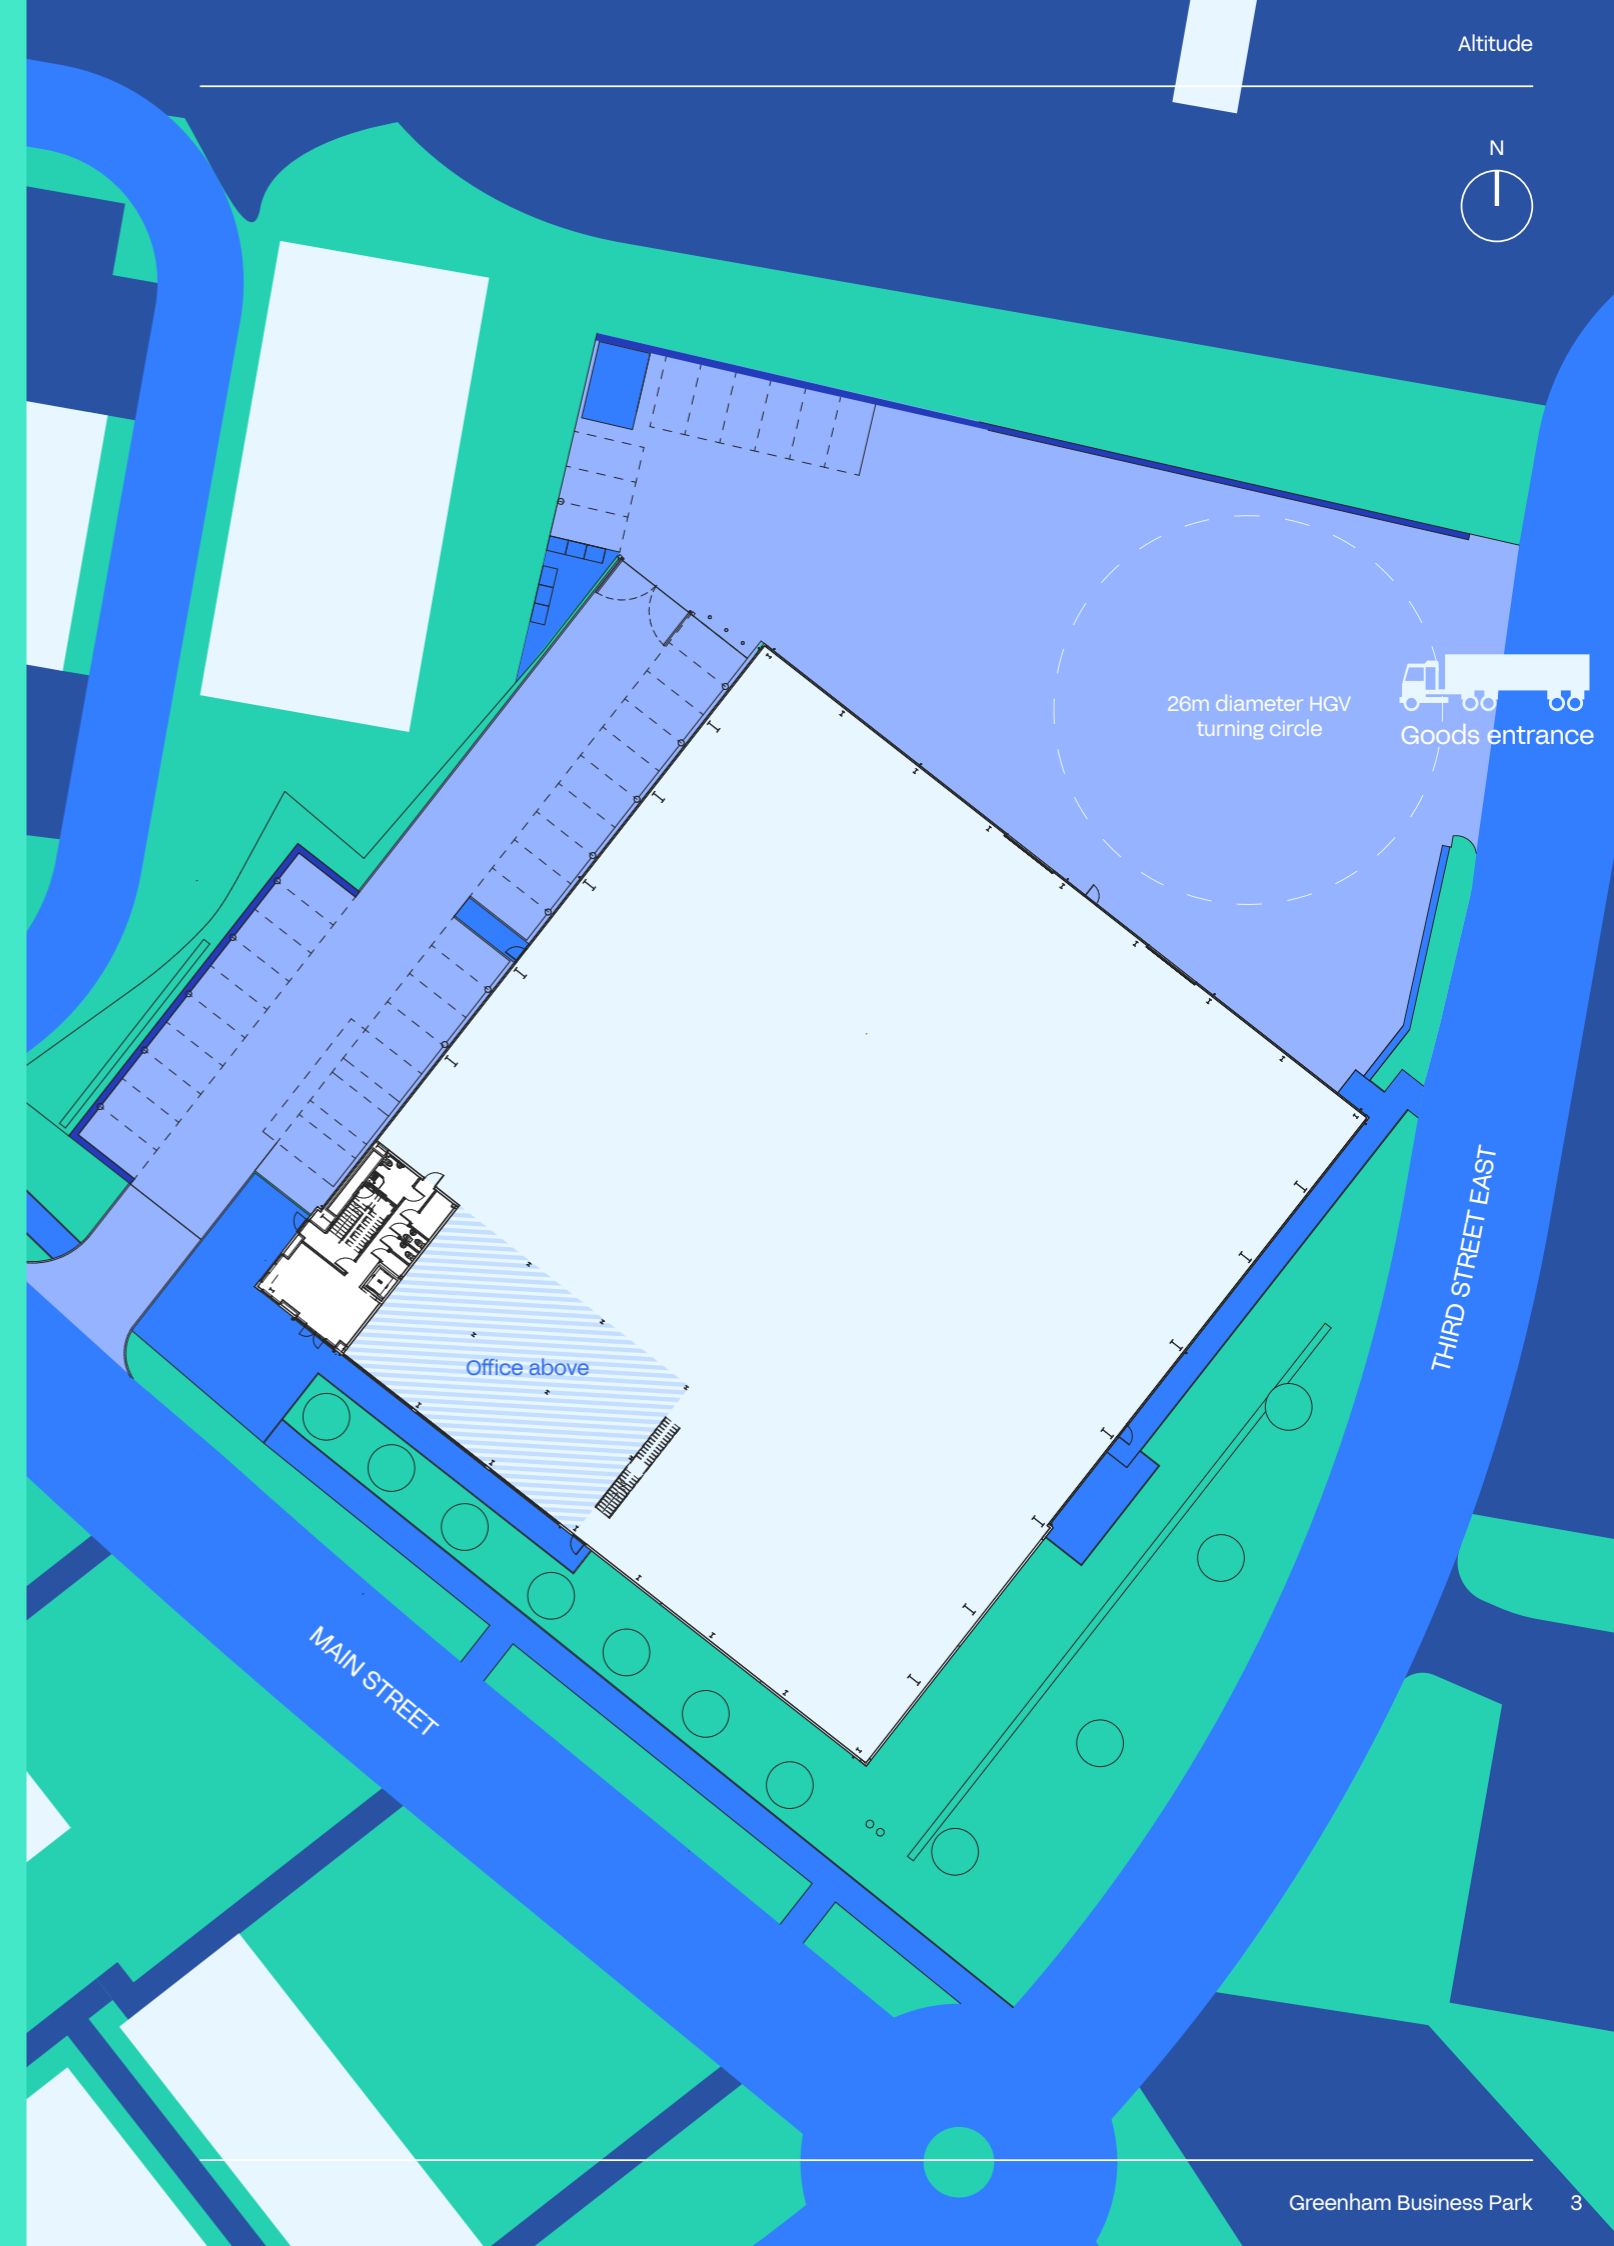 Altitude
N
26m diameter HGV
turning circle
Goods entrance
THIRD STREET EAST
Office above
MAIN STREET
Greenham Business Park 3